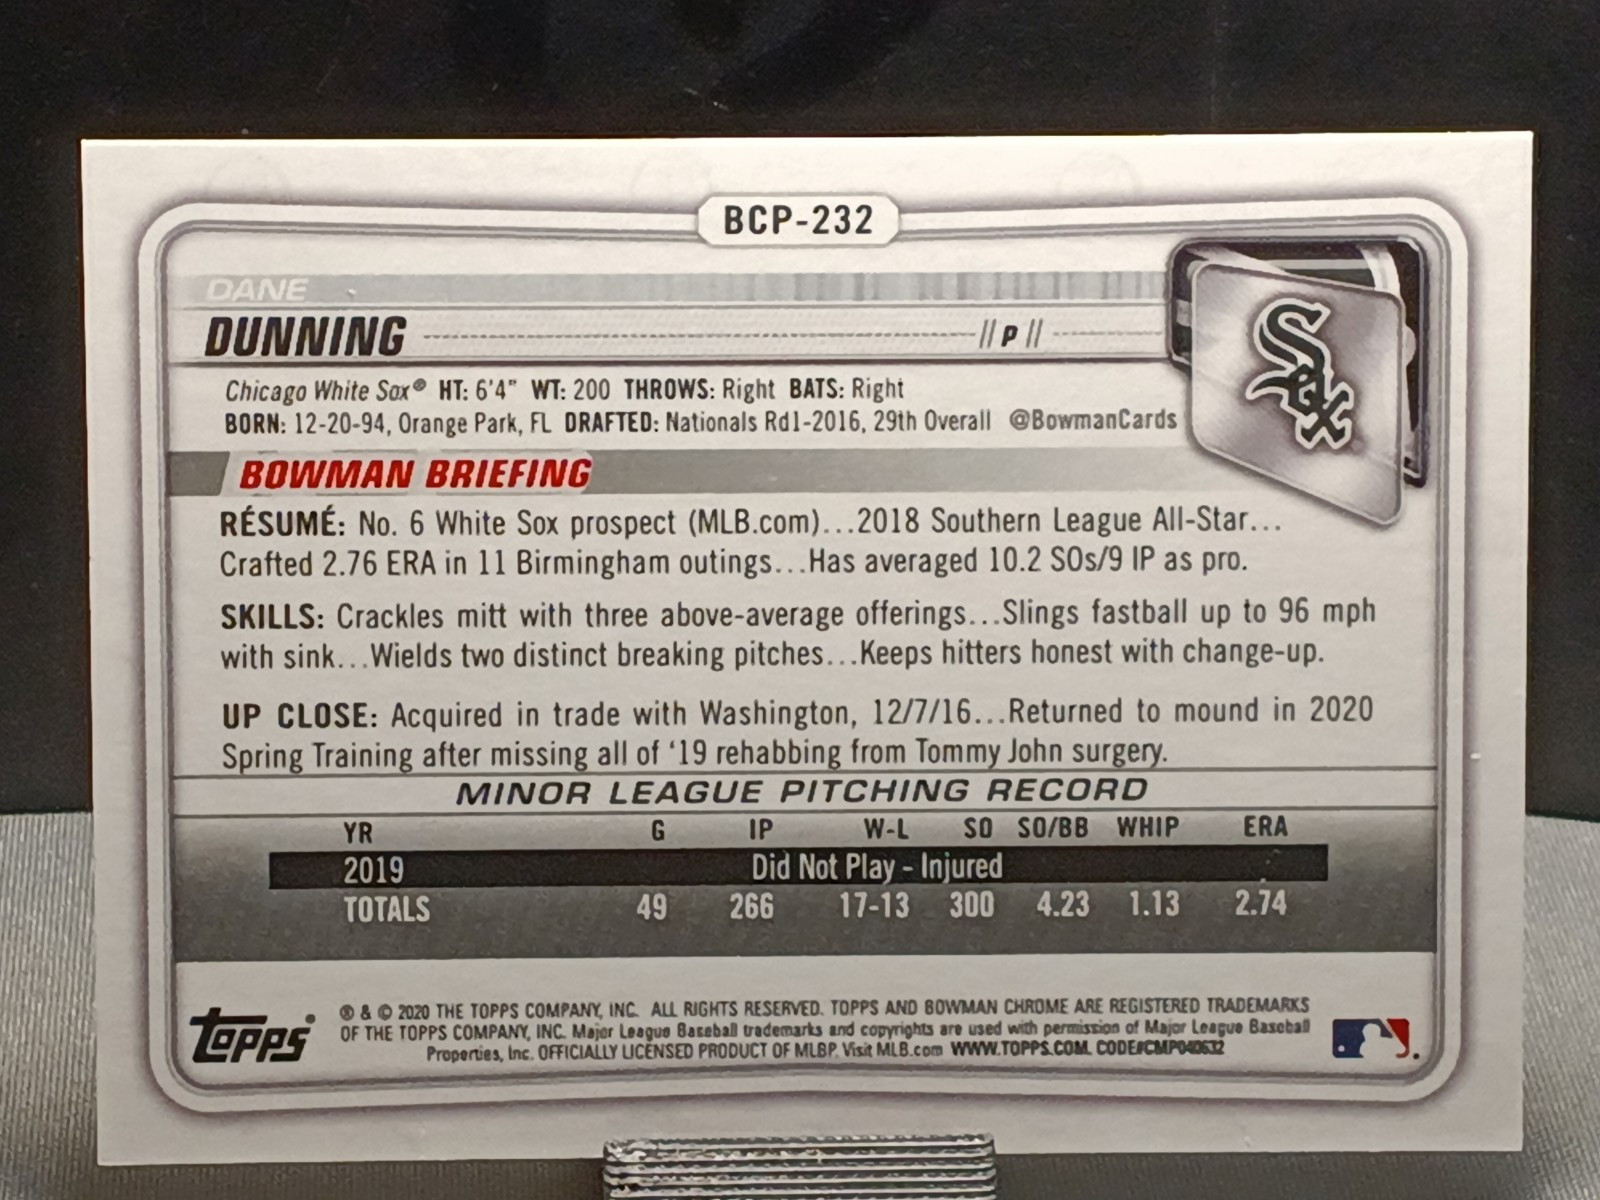 BCP-232
DANE
DUNNING // P //
Sox
Chicago White Sox® HT: 6'4" WT: 200 THROWS: Right BATS: Right
BORN: 12-20-94, Orange Park, FL DRAFTED: Nationals Rd1-2016, 29th Overall @BowmanCards
BOWMAN BRIEFING
RÉSUMÉ: No. 6 White Sox prospect (MLB.com)...2018 Southern League All-Star...
Crafted 2.76 ERA in 11 Birmingham outings...Has averaged 10.2 SOs/9 IP as pro.
SKILLS: Crackles mitt with three above-average offerings...Slings fastball up to 96 mph
with sink...Wields two distinct breaking pitches...Keeps hitters honest with change-up.
UP CLOSE: Acquired in trade with Washington, 12/7/16...Returned to mound in 2020
Spring Training after missing all of '19 rehabbing from Tommy John surgery.
MINOR LEAGUE PITCHING RECORD
YR G IP W-L SO SO/BB WHIP ERA
2019 Did Not Play - Injured
TOTALS 49 266 17-13 300 4.23 1.13 2.74
Topps®
® & © 2020 THE TOPPS COMPANY, INC. ALL RIGHTS RESERVED. TOPPS AND BOWMAN CHROME ARE REGISTERED TRADEMARKS
OF THE TOPPS COMPANY, INC. Major League Baseball trademarks and copyrights are used with permission of Major League Baseball
Properties, Inc. OFFICIALLY LICENSED PRODUCT OF MLBP. Visit MLB.com WWW.TOPPS.COM. CODE#CMP040632